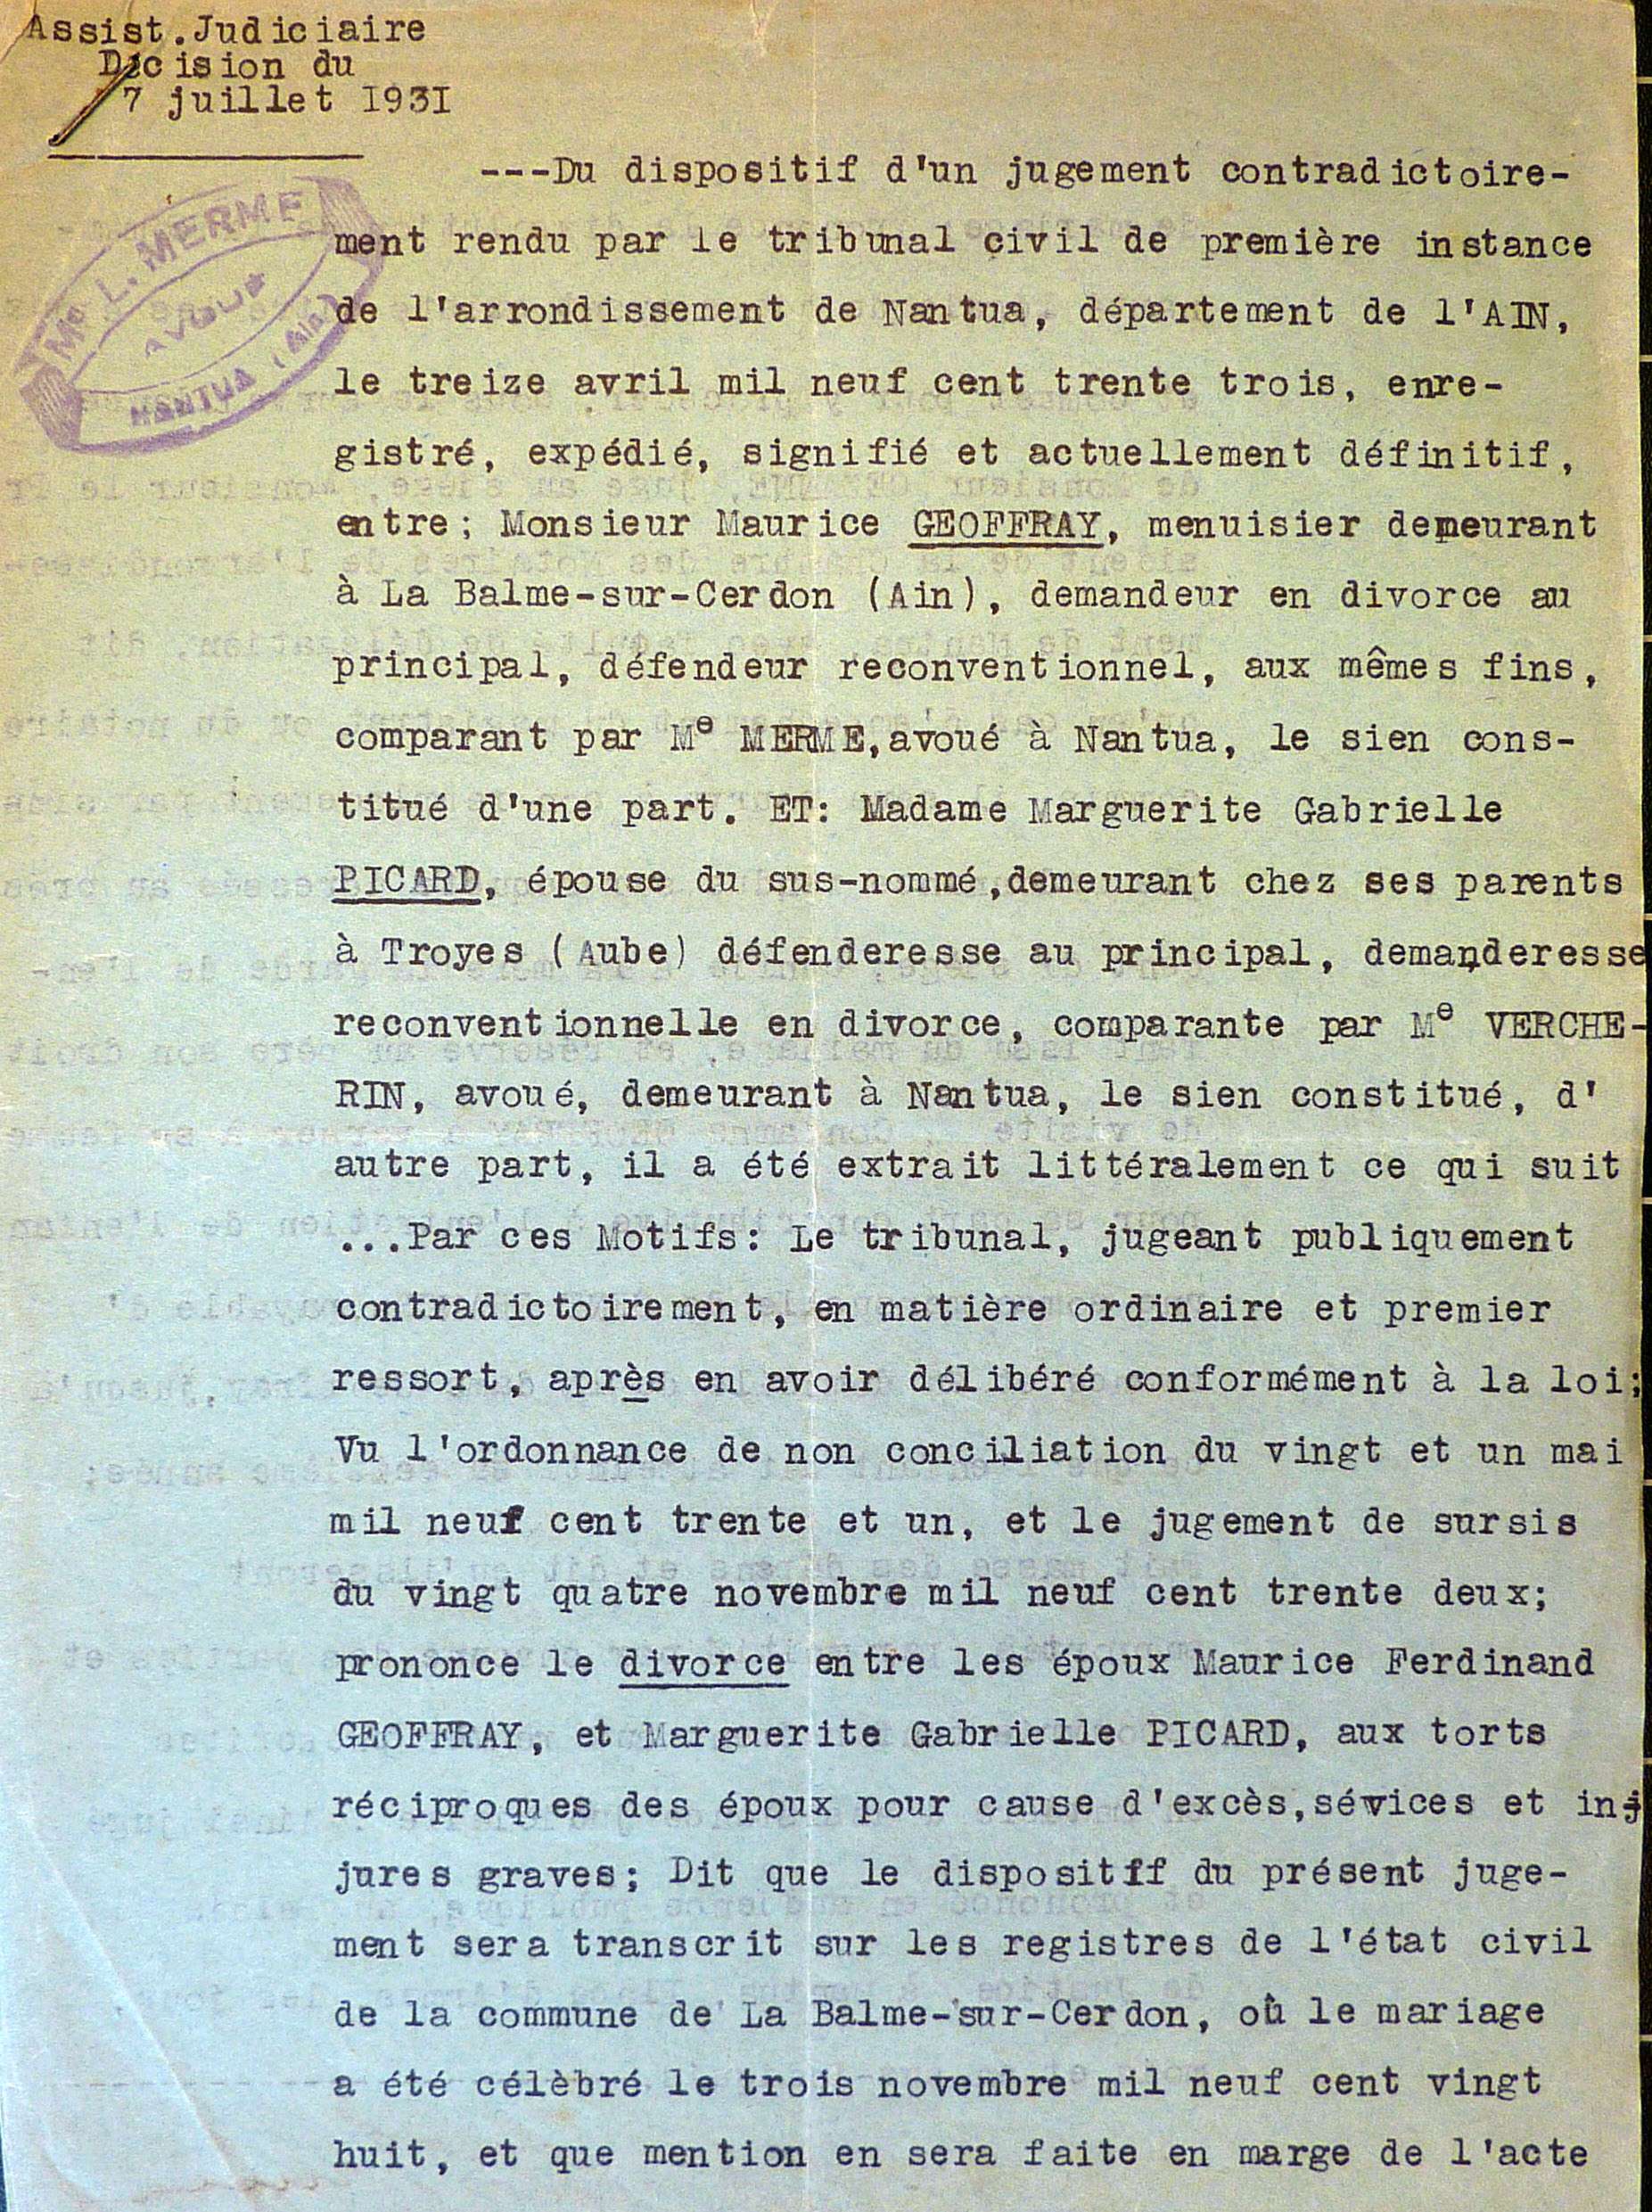 Assist.Judiciaire
Décision du
7 juillet 1931
Me L. MERME
AVOUÉ
NANTUA (Ain)
---Du dispositif d'un jugement contradictoire-
ment rendu par le tribunal civil de première instance
de l'arrondissement de Nantua, département de l'AIN,
le treize avril mil neuf cent trente trois, enre-
gistré, expédié, signifié et actuellement définitif,
entre; Monsieur Maurice GEOFFRAY, menuisier demeurant
à La Balme-sur-Cerdon (Ain), demandeur en divorce au
principal, défendeur reconventionnel, aux mêmes fins,
comparant par Me MERME,avoué à Nantua, le sien cons-
titué d'une part. ET: Madame Marguerite Gabrielle
PICARD, épouse du sus-nommé,demeurant chez ses parents
à Troyes (Aube) défenderesse au principal, demanderesse
reconventionnelle en divorce, comparante par Me VERCHE-
RIN, avoué, demeurant à Nantua, le sien constitué, d'
autre part, il a été extrait littéralement ce qui suit
...Par ces Motifs: Le tribunal, jugeant publiquement
contradictoirement, en matière ordinaire et premier
ressort, après en avoir délibéré conformément à la loi;
Vu l'ordonnance de non conciliation du vingt et un mai
mil neuf cent trente et un, et le jugement de sursis
du vingt quatre novembre mil neuf cent trente deux;
prononce le divorce entre les époux Maurice Ferdinand
GEOFFRAY, et Marguerite Gabrielle PICARD, aux torts
réciproques des époux pour cause d'excès,sévices et inj
jures graves; Dit que le dispositff du présent juge-
ment sera transcrit sur les registres de l'état civil
de la commune de La Balme-sur-Cerdon, où le mariage
a été célèbré le trois novembre mil neuf cent vingt
huit, et que mention en sera faite en marge de l'acte